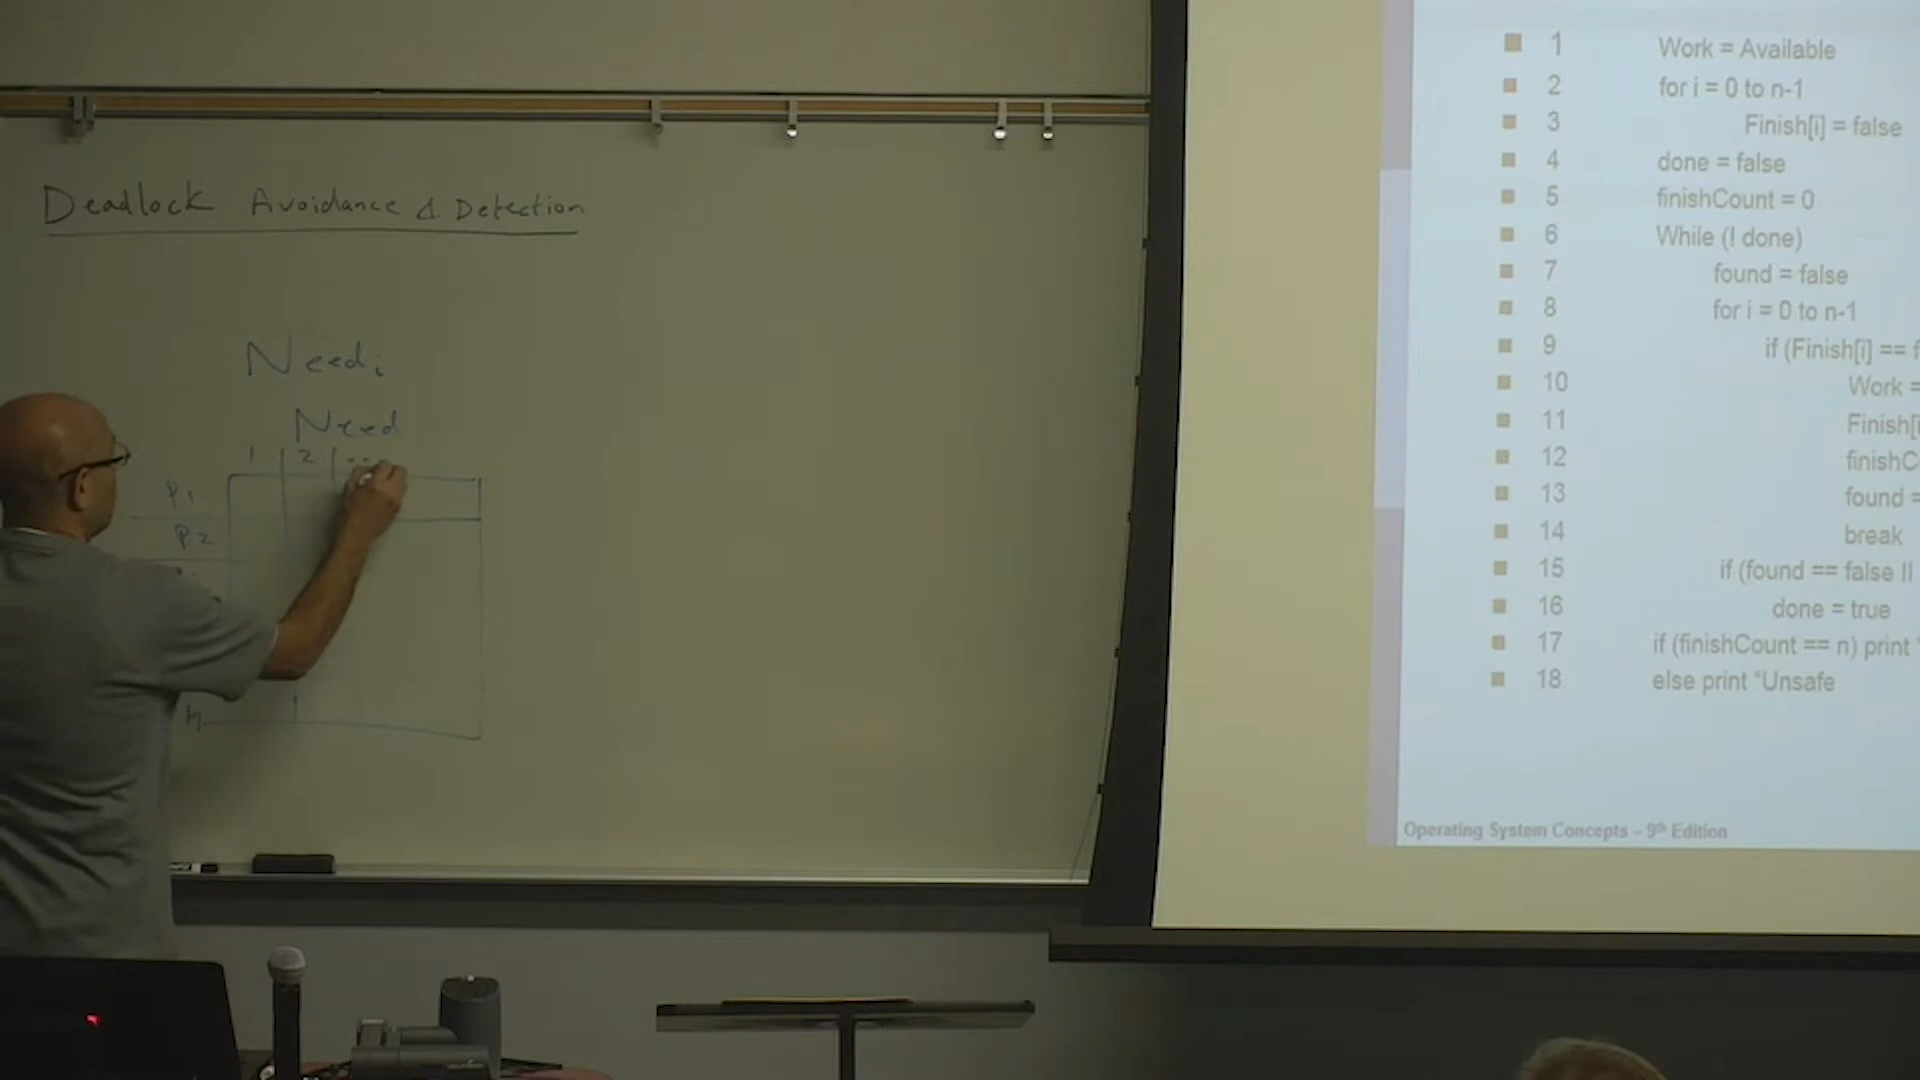 Deadlock Avoidance & Detection
Need i
Need
1 2 ...
P1
P2
n
1 Work = Available
2 for i = 0 to n-1
3 Finish[i] = false
4 done = false
5 finishCount = 0
6 While (! done)
7 found = false
8 for i = 0 to n-1
9 if (Finish[i] ==
10 Work =
11 Finish[
12 finishC
13 found =
14 break
15 if (found == false ||
16 done = true
17 if (finishCount == n) print "
18 else print "Unsafe
Operating System Concepts – 9th Edition